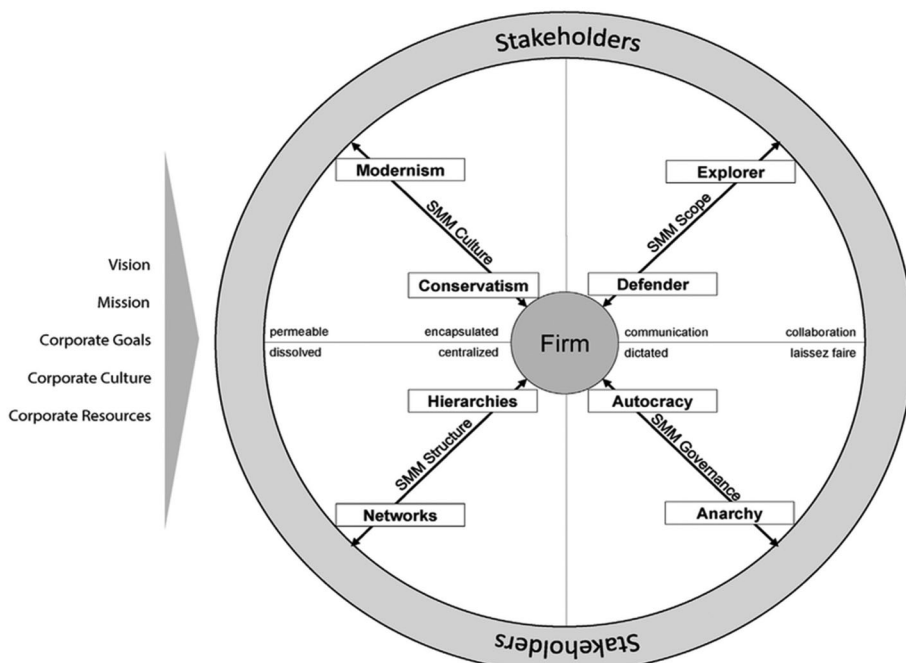 Stakeholders
Modernism
Explorer
SMM Culture
SMM Scope
Conservatism
Defender
Vision
Mission
Corporate Goals
Corporate Culture
Corporate Resources
permeable
encapsulated
communication
collaboration
Firm
dissolved
centralized
dictated
laissez faire
Hierarchies
Autocracy
SMM Structure
SMM Governance
Networks
Anarchy
Stakeholders